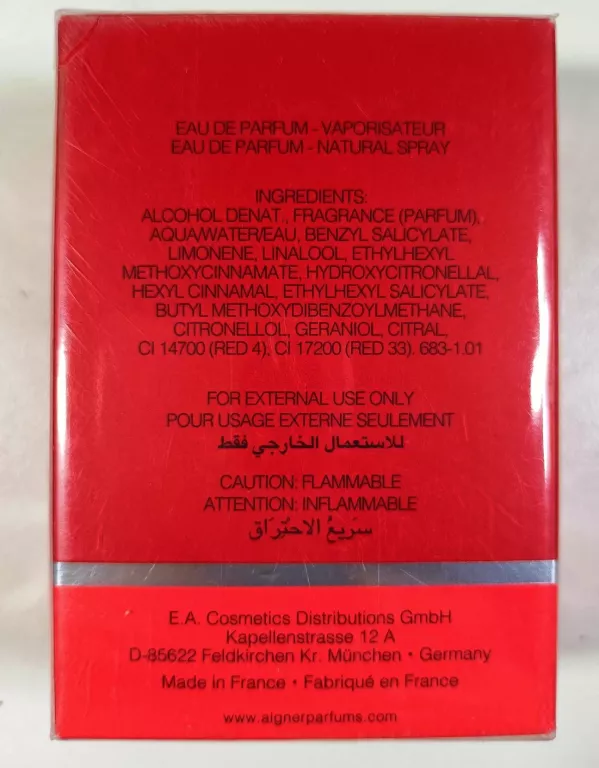 EAU DE PARFUM - VAPORISATEUR
EAU DE PARFUM - NATURAL SPRAY
INGREDIENTS:
ALCOHOL DENAT., FRAGRANCE (PARFUM),
AQUA/WATER/EAU, BENZYL SALICYLATE,
LIMONENE, LINALOOL, ETHYLHEXYL
METHOXYCINNAMATE, HYDROXYCITRONELLAL,
HEXYL CINNAMAL, ETHYLHEXYL SALICYLATE,
BUTYL METHOXYDIBENZOYLMETHANE,
CITRONELLOL, GERANIOL, CITRAL,
CI 14700 (RED 4), CI 17200 (RED 33). 683-1.01
FOR EXTERNAL USE ONLY
POUR USAGE EXTERNE SEULEMENT
للاستعمال الخارجي فقط
CAUTION: FLAMMABLE
ATTENTION: INFLAMMABLE
سَريعُ الاحتِرَاق
E.A. Cosmetics Distributions GmbH
Kapellenstrasse 12 A
D-85622 Feldkirchen Kr. München • Germany
Made in France • Fabriqué en France
www.aignerparfums.com